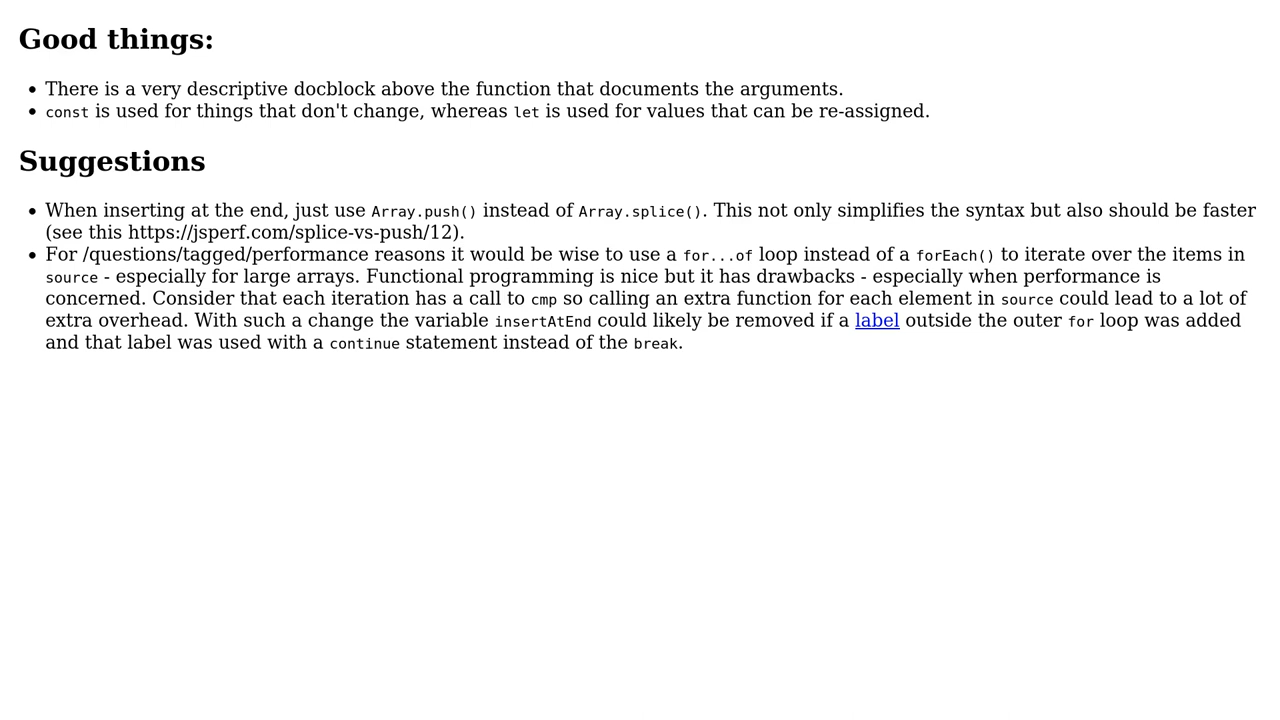 Good things:
• There is a very descriptive docblock above the function that documents the arguments.
• const is used for things that don't change, whereas let is used for values that can be re-assigned.
Suggestions
• When inserting at the end, just use Array.push() instead of Array.splice(). This not only simplifies the syntax but also should be faster
(see this https://jsperf.com/splice-vs-push/12).
• For /questions/tagged/performance reasons it would be wise to use a for...of loop instead of a forEach() to iterate over the items in
source - especially for large arrays. Functional programming is nice but it has drawbacks - especially when performance is
concerned. Consider that each iteration has a call to cmp so calling an extra function for each element in source could lead to a lot of
extra overhead. With such a change the variable insertAtEnd could likely be removed if a label outside the outer for loop was added
and that label was used with a continue statement instead of the break.